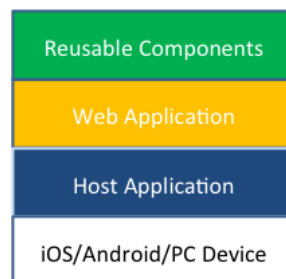 Reusable Components
Web Application
Host Application
iOS/Android/PC Device